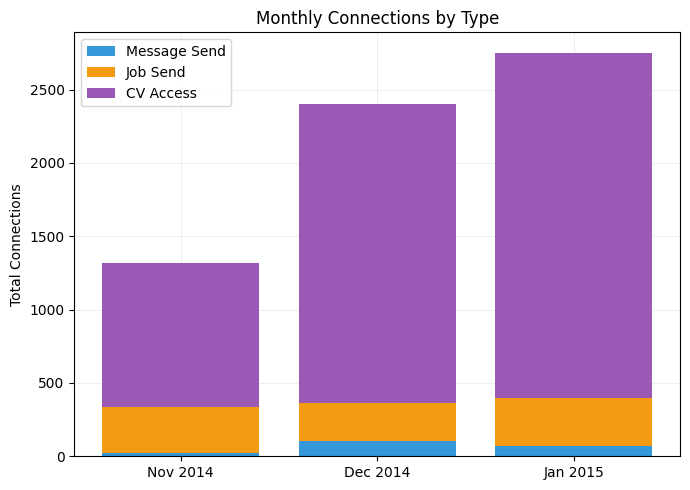 Monthly Connections by Type
Message Send
Job Send
CV Access
Total Connections
2500
2000
1500
1000
500
0
Nov 2014
Dec 2014
Jan 2015